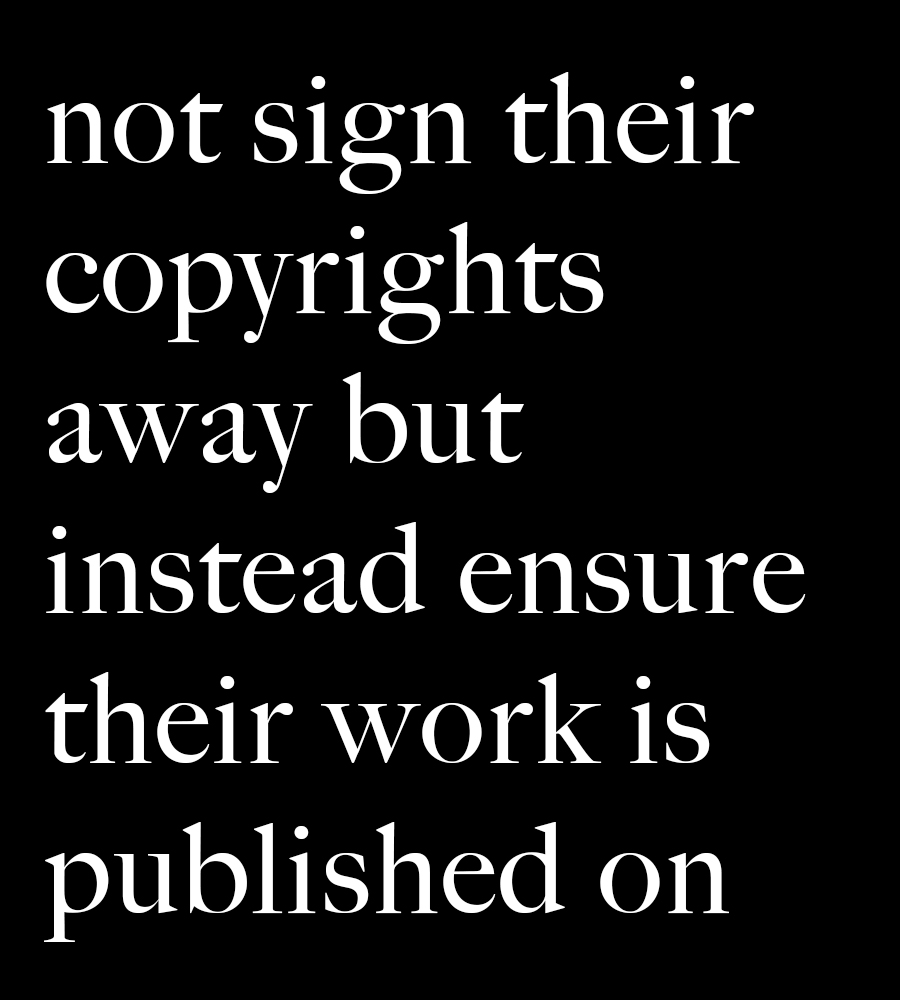 not sign their
copyrights
away but
instead ensure
their work is
published on